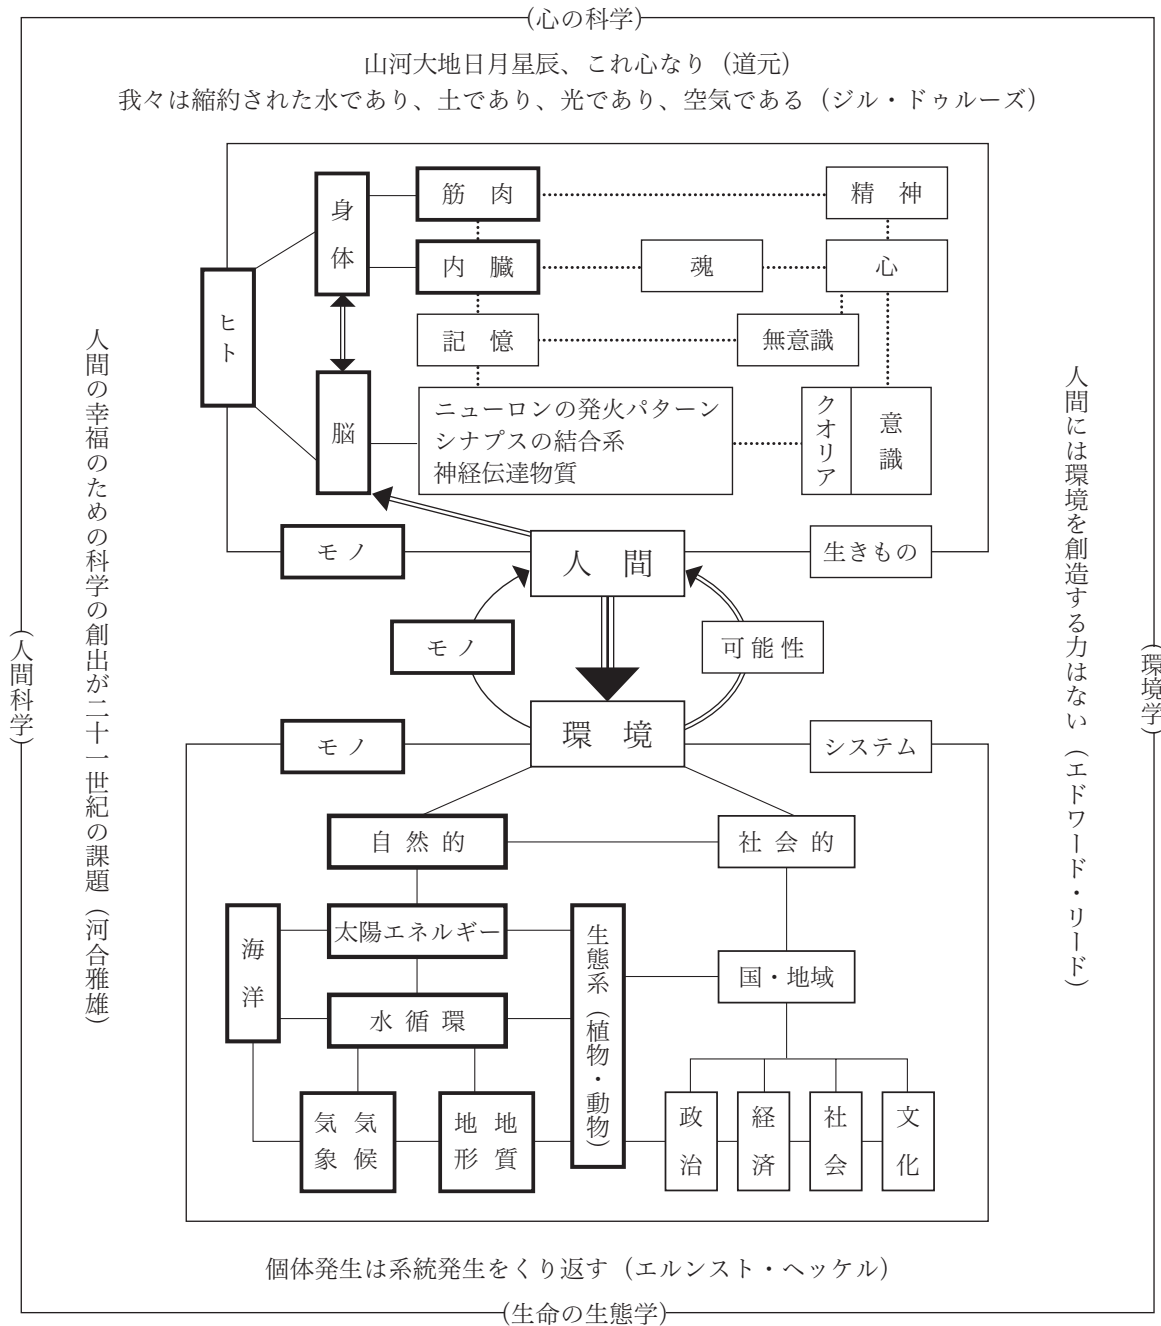 (心の科学)
山河大地日月星辰、これ心なり（道元）
我々は縮約された水であり、土であり、光であり、空気である（ジル・ドゥルーズ）
身体
筋肉
精神
内臓
魂
心
ヒト
記憶
無意識
脳
ニューロンの発火パターン
シナプスの結合系
神経伝達物質
クオリア
意識
モノ
人間
生きもの
モノ
可能性
モノ
環境
システム
自然的
社会的
海洋
太陽エネルギー
生態系（植物・動物）
国・地域
水循環
気象
気候
地形
地質
政治
経済
社会
文化
(人間科学)
人間の幸福のための科学の創出が二十一世紀の課題（河合雅雄）
人間には環境を創造する力はない（エドワード・リード）
(環境学)
個体発生は系統発生をくり返す（エルンスト・ヘッケル）
(生命の生態学)